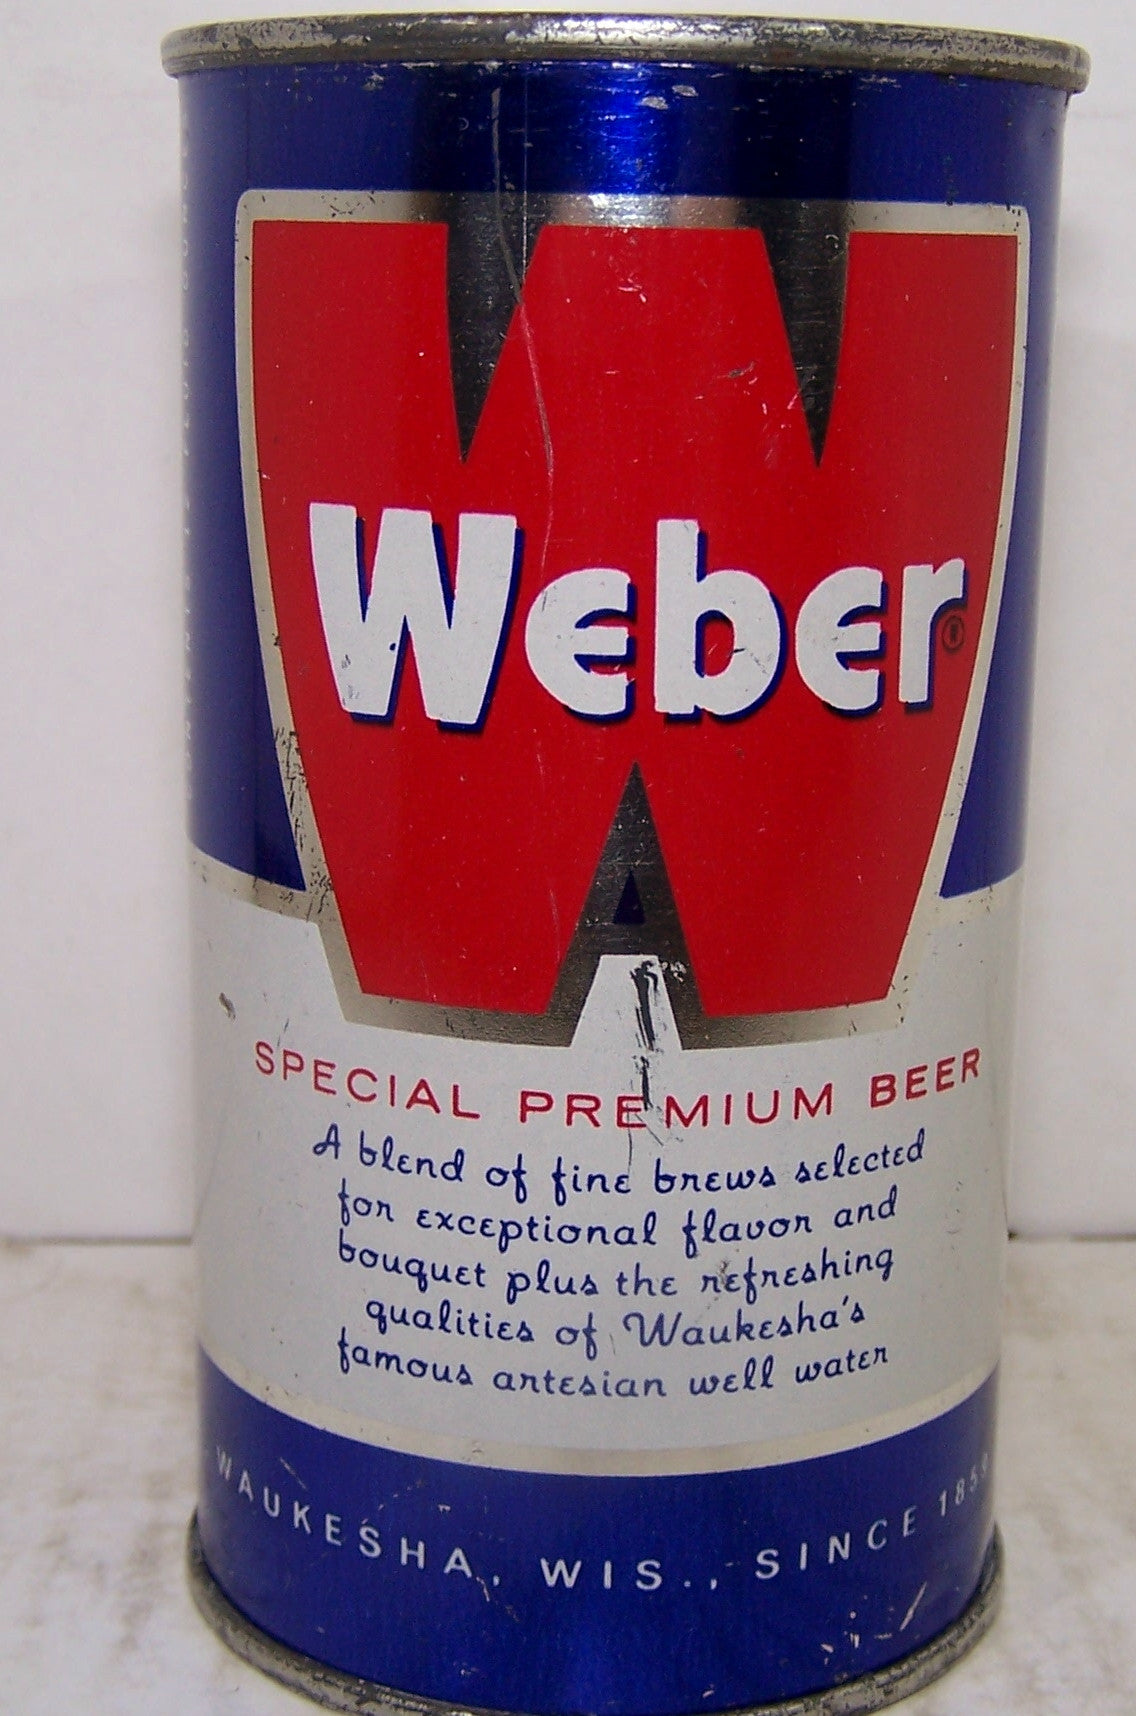 Weber®
SPECIAL PREMIUM BEER
A blend of fine brews selected
for exceptional flavor and
bouquet plus the refreshing
qualities of Waukesha's
famous artesian well water
WAUKESHA, WIS., SINCE